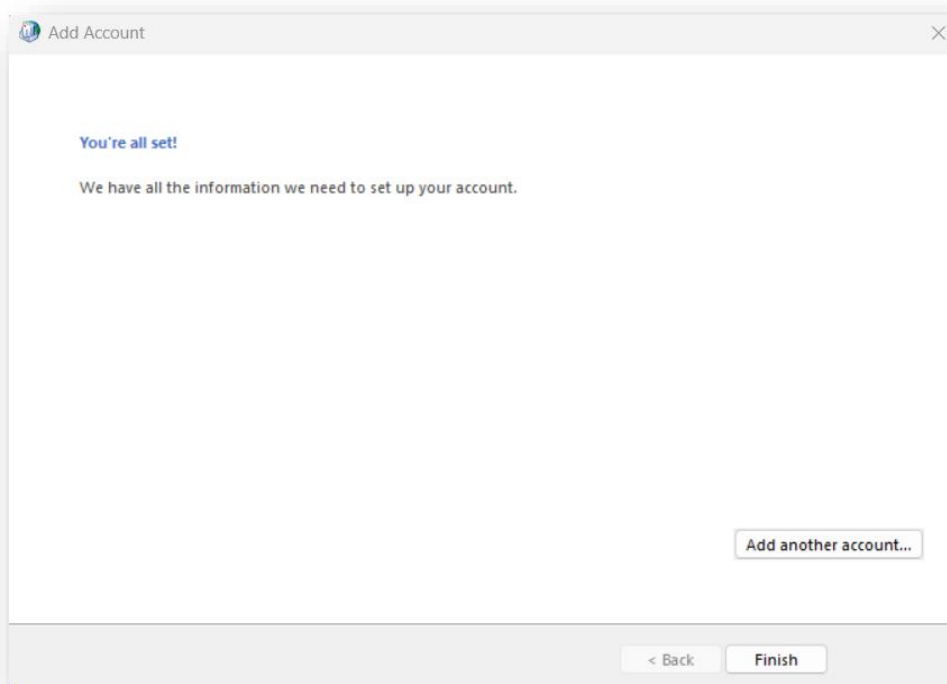 Add Account
You're all set!
We have all the information we need to set up your account.
Add another account...
< Back
Finish